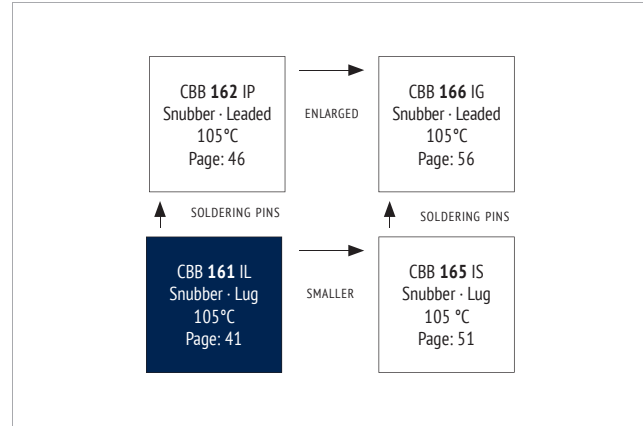 CBB 162 IP
Snubber · Leaded
105°C
Page: 46
ENLARGED
CBB 166 IG
Snubber · Leaded
105°C
Page: 56
SOLDERING PINS
SOLDERING PINS
CBB 161 IL
Snubber · Lug
105°C
Page: 41
SMALLER
CBB 165 IS
Snubber · Lug
105 °C
Page: 51